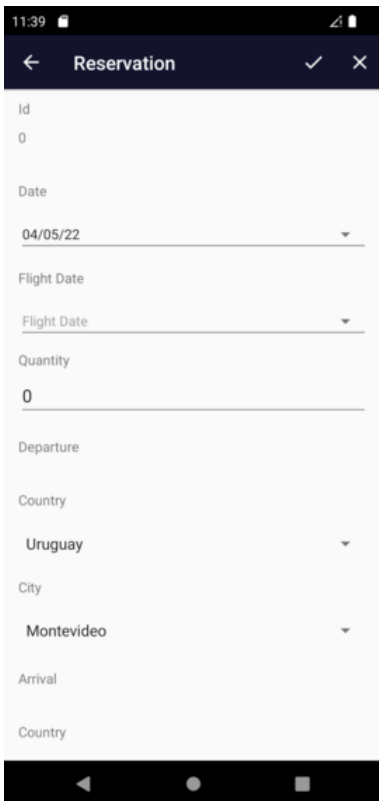 11:39
Reservation
Id
0
Date
04/05/22
Flight Date
Flight Date
Quantity
0
Departure
Country
Uruguay
City
Montevideo
Arrival
Country